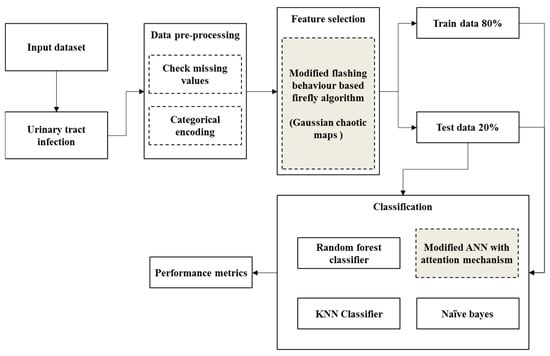 Input dataset
Urinary tract
infection
Data pre-processing
Check missing
values
Categorical
encoding
Feature selection
Modified flashing
behaviour based
firefly algorithm
(Gaussian chaotic
maps )
Train data 80%
Test data 20%
Classification
Random forest
classifier
Modified ANN with
attention mechanism
KNN Classifier
Naïve bayes
Performance metrics